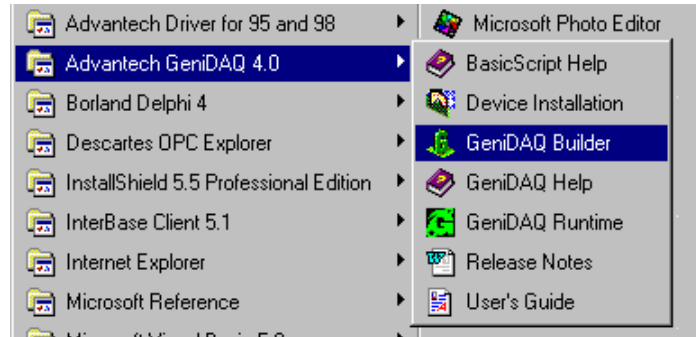 Advantech Driver for 95 and 98
Advantech GeniDAQ 4.0
Borland Delphi 4
Descartes OPC Explorer
InstallShield 5.5 Professional Edition
InterBase Client 5.1
Internet Explorer
Microsoft Reference
Microsoft Photo Editor
BasicScript Help
Device Installation
GeniDAQ Builder
GeniDAQ Help
GeniDAQ Runtime
Release Notes
User's Guide